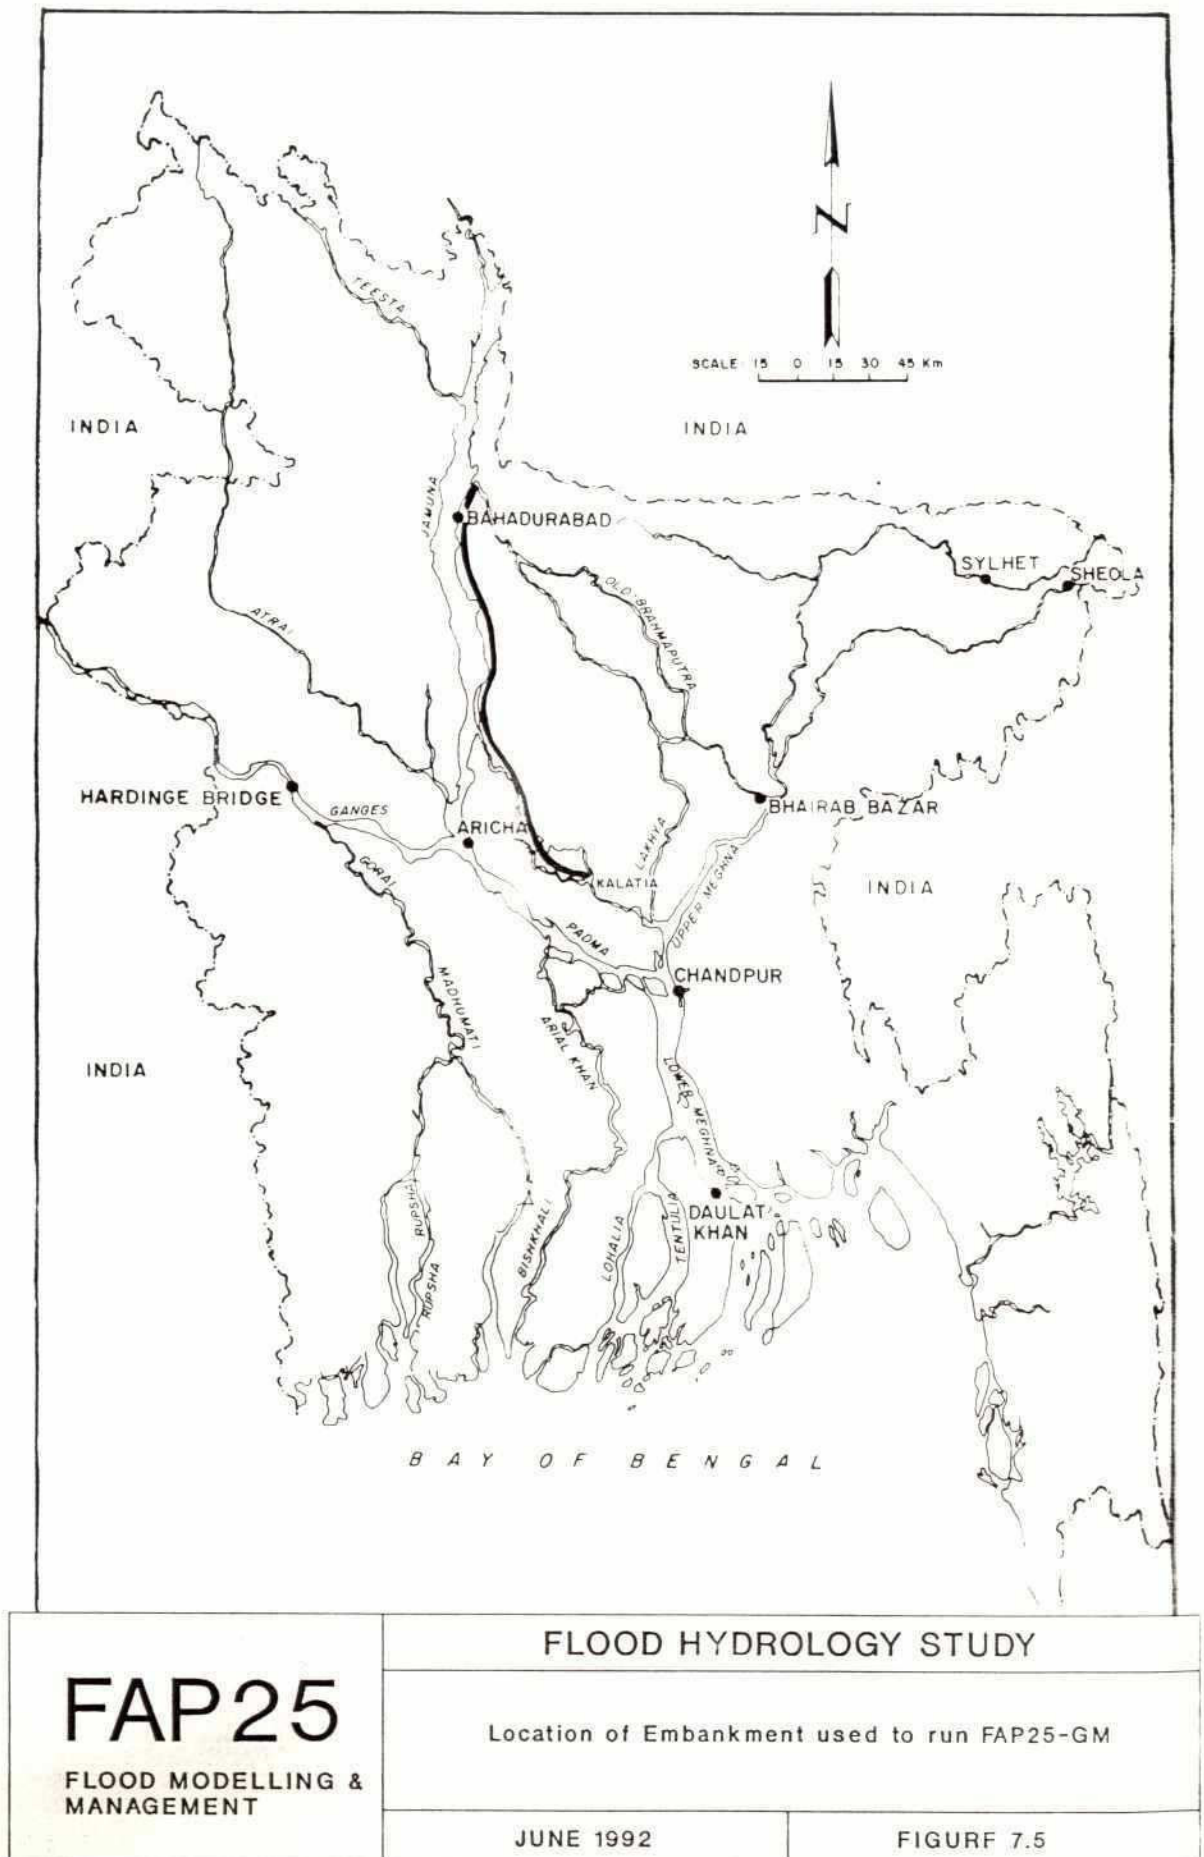 N
SCALE 15 0 15 30 45 Km
TEESTA
INDIA
INDIA
JAMUNA
BAHADURABAD
SYLHET
SHEOLA
OLD-BRAHMAPUTRA
ATRAI
HARDINGE BRIDGE
GANGES
ARICHA
BHAIRAB BAZAR
LAKHYA
GORAI
KALATIA
UPPER MEGHNA
INDIA
PADMA
CHANDPUR
MADHUMATI
ARIAL KHAN
INDIA
LOWER MEGHNA
RUPSHA
RUPSHA
BISHKHALI
LOHALIA
TENTULIA
DAULAT
KHAN
BAY OF BENGAL
FAP25
FLOOD MODELLING &
MANAGEMENT
FLOOD HYDROLOGY STUDY
Location of Embankment used to run FAP25-GM
JUNE 1992
FIGURF 7.5